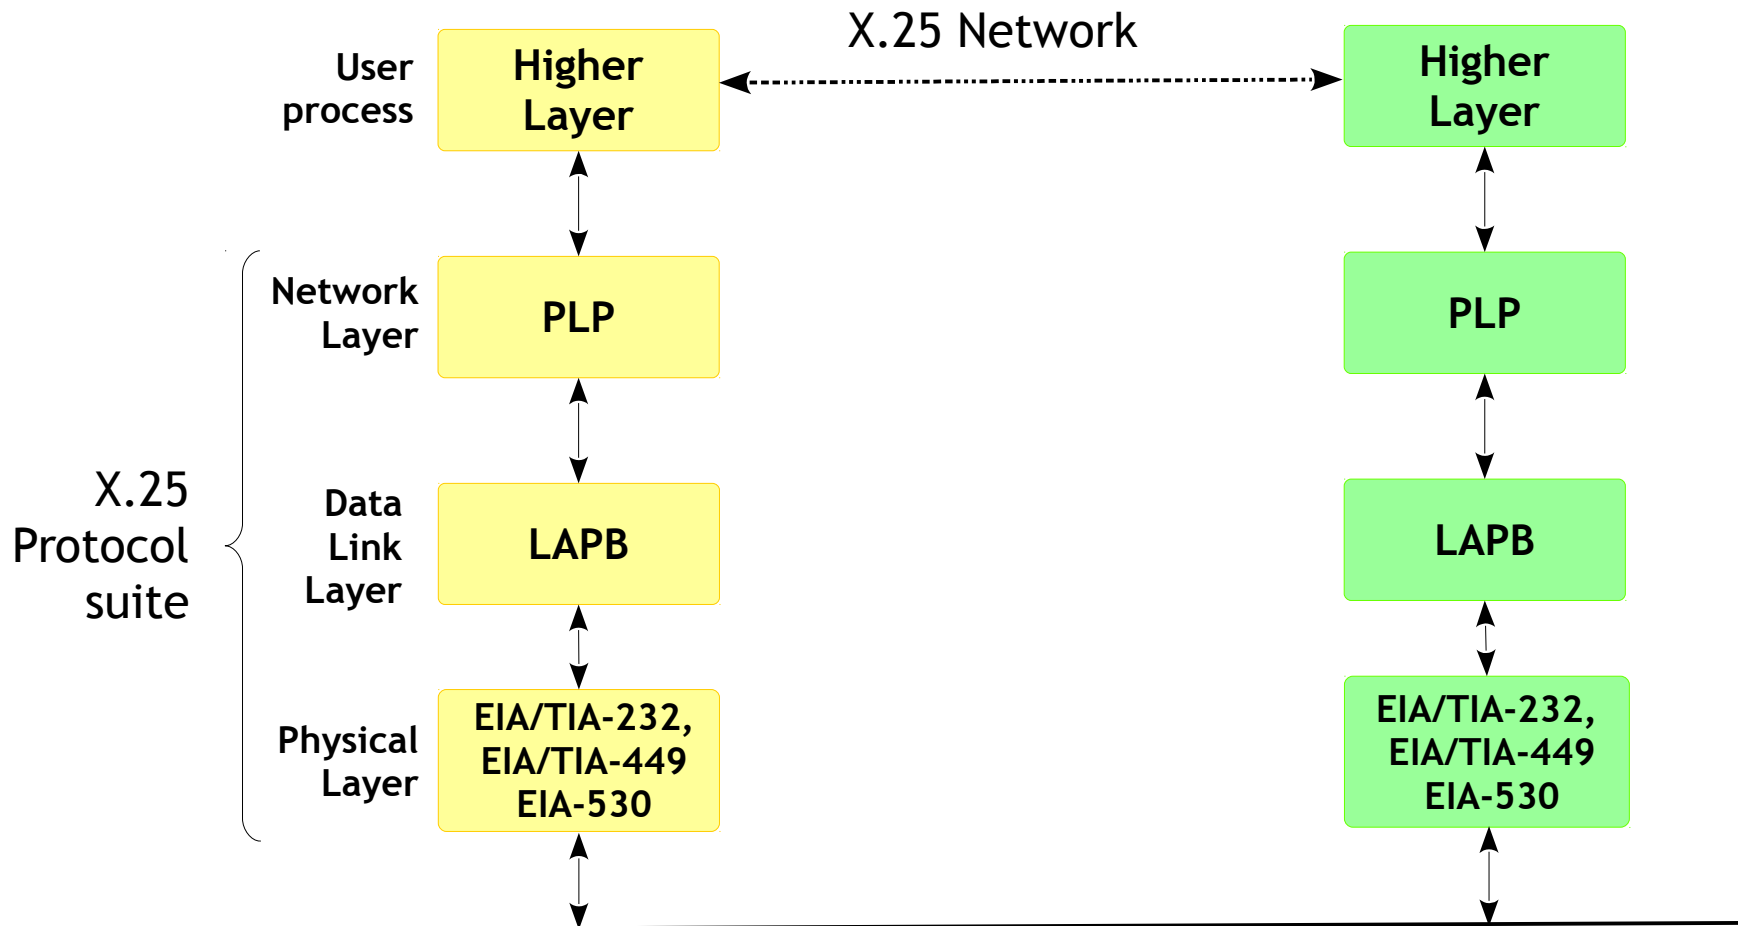 X.25 Network
User
process
Higher
Layer
Higher
Layer
Network
Layer
PLP
PLP
X.25
Protocol
suite
Data
Link
Layer
LAPB
LAPB
Physical
Layer
EIA/TIA-232,
EIA/TIA-449
EIA-530
EIA/TIA-232,
EIA/TIA-449
EIA-530